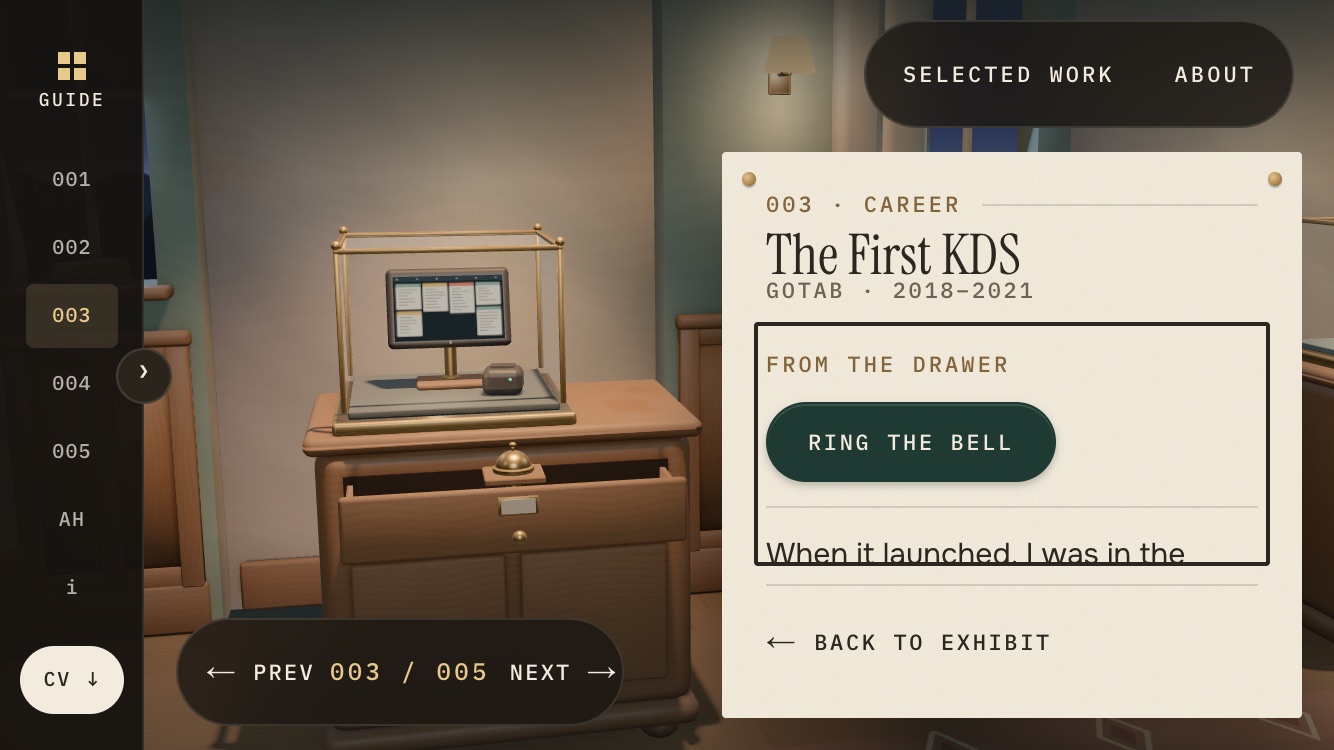 GUIDE
001
002
003
004
005
AH
i
CV ↓
›
SELECTED WORK ABOUT
003 · CAREER
The First KDS
GOTAB · 2018–2021
FROM THE DRAWER
RING THE BELL
When it launched, I was in the
← BACK TO EXHIBIT
← PREV 003 / 005 NEXT →